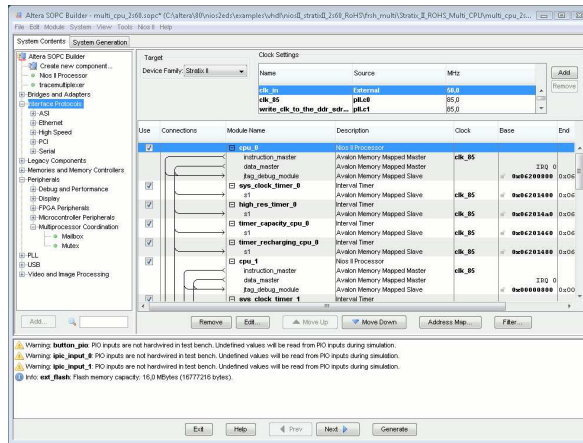 Altera SOPC Builder - multi_cpu_2s60.sopc* (C:\altera\80\nios2eds\examples\vhdl\niosII_stratixII_2s60_RoHS\frsh_multi\Stratix_II_ROHS_Multi_CPU\multi_cpu_2s...
File Edit Module System View Tools Nios II Help
System Contents System Generation
Altera SOPC Builder
Create new component...
Nios II Processor
tracemultiplexer
Bridges and Adapters
Interface Protocols
ASI
Ethernet
High Speed
PCI
Serial
Legacy Components
Memories and Memory Controllers
Peripherals
Debug and Performance
Display
FPGA Peripherals
Microcontroller Peripherals
Multiprocessor Coordination
Mailbox
Mutex
PLL
USB
Video and Image Processing
Add...
Target
Device Family: Stratix II
Clock Settings
Name Source MHz
clk_in External 50,0
clk_85 pll.c0 85,0
write_clk_to_the_ddr_sdr... pll.c1 85,0
Add
Remove
Use Connections Module Name Description Clock Base End
cpu_0 Nios II Processor
instruction_master Avalon Memory Mapped Master clk_85
data_master Avalon Memory Mapped Master IRQ 0
jtag_debug_module Avalon Memory Mapped Slave 0x06200800 0x06
sys_clock_timer_0 Interval Timer
s1 Avalon Memory Mapped Slave clk_85 0x06201400 0x06
high_res_timer_0 Interval Timer
s1 Avalon Memory Mapped Slave clk_85 0x062014a0 0x06
timer_capacity_cpu_0 Interval Timer
s1 Avalon Memory Mapped Slave clk_85 0x06201460 0x06
timer_recharging_cpu_0 Interval Timer
s1 Avalon Memory Mapped Slave clk_85 0x06201480 0x06
cpu_1 Nios II Processor
instruction_master Avalon Memory Mapped Master clk_85
data_master Avalon Memory Mapped Master IRQ 0
jtag_debug_module Avalon Memory Mapped Slave 0x00000800 0x00
sys_clock_timer_1 Interval Timer
Remove Edit... Move Up Move Down Address Map... Filter...
Warning: button_pio: PIO inputs are not hardwired in test bench. Undefined values will be read from PIO inputs during simulation.
Warning: ipic_input_0: PIO inputs are not hardwired in test bench. Undefined values will be read from PIO inputs during simulation.
Warning: ipic_input_1: PIO inputs are not hardwired in test bench. Undefined values will be read from PIO inputs during simulation.
Info: ext_flash: Flash memory capacity: 16,0 MBytes (16777216 bytes).
Exit Help Prev Next Generate